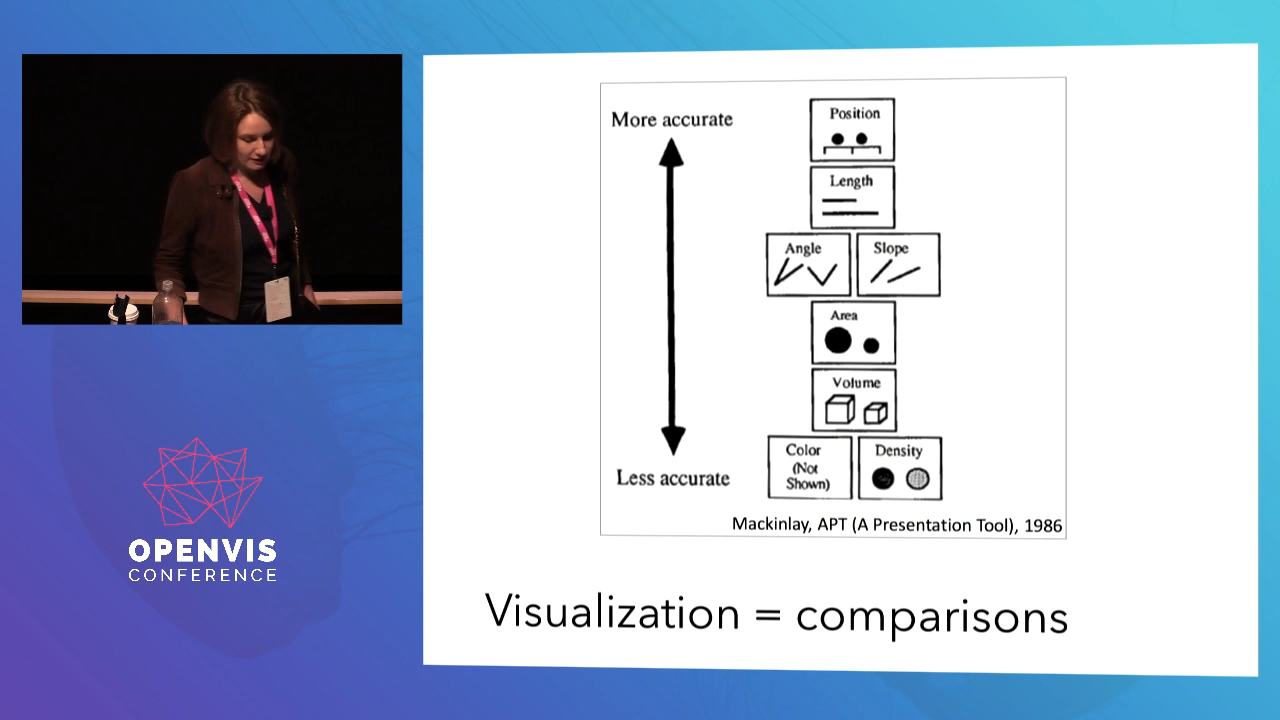 More accurate
Position
Length
Angle
Slope
Area
Volume
Color
(Not
Shown)
Density
Less accurate
Mackinlay, APT (A Presentation Tool), 1986
Visualization = comparisons
OPENVIS
CONFERENCE